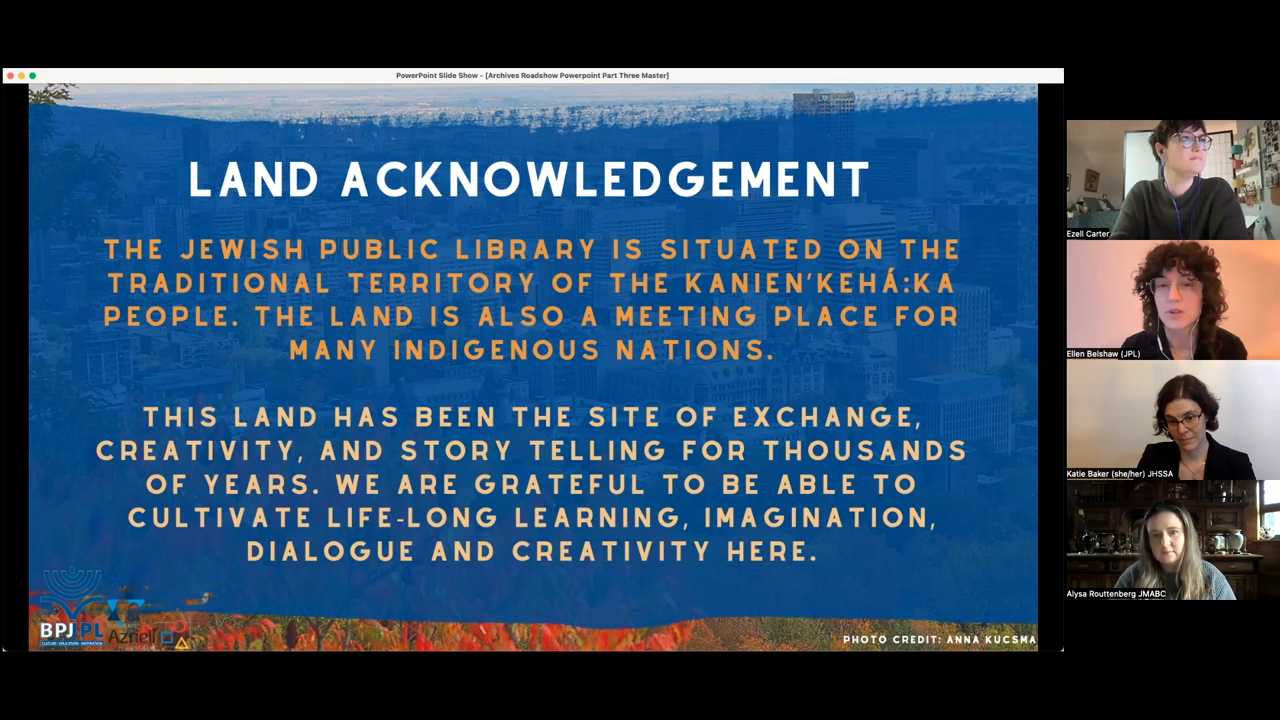 PowerPoint Slide Show - [Archives Roadshow Powerpoint Part Three Master]
LAND ACKNOWLEDGEMENT
THE JEWISH PUBLIC LIBRARY IS SITUATED ON THE
TRADITIONAL TERRITORY OF THE KANIEN'KEHÁ:KA
PEOPLE. THE LAND IS ALSO A MEETING PLACE FOR
MANY INDIGENOUS NATIONS.
THIS LAND HAS BEEN THE SITE OF EXCHANGE,
CREATIVITY, AND STORY TELLING FOR THOUSANDS
OF YEARS. WE ARE GRATEFUL TO BE ABLE TO
CULTIVATE LIFE-LONG LEARNING, IMAGINATION,
DIALOGUE AND CREATIVITY HERE.
BPJ PL
Azrieli
PHOTO CREDIT: ANNA KUCSMA
Ezell Carter
Ellen Belshaw (JPL)
Katie Baker (she/her) JHSSA
Alysa Routtenberg JMABC